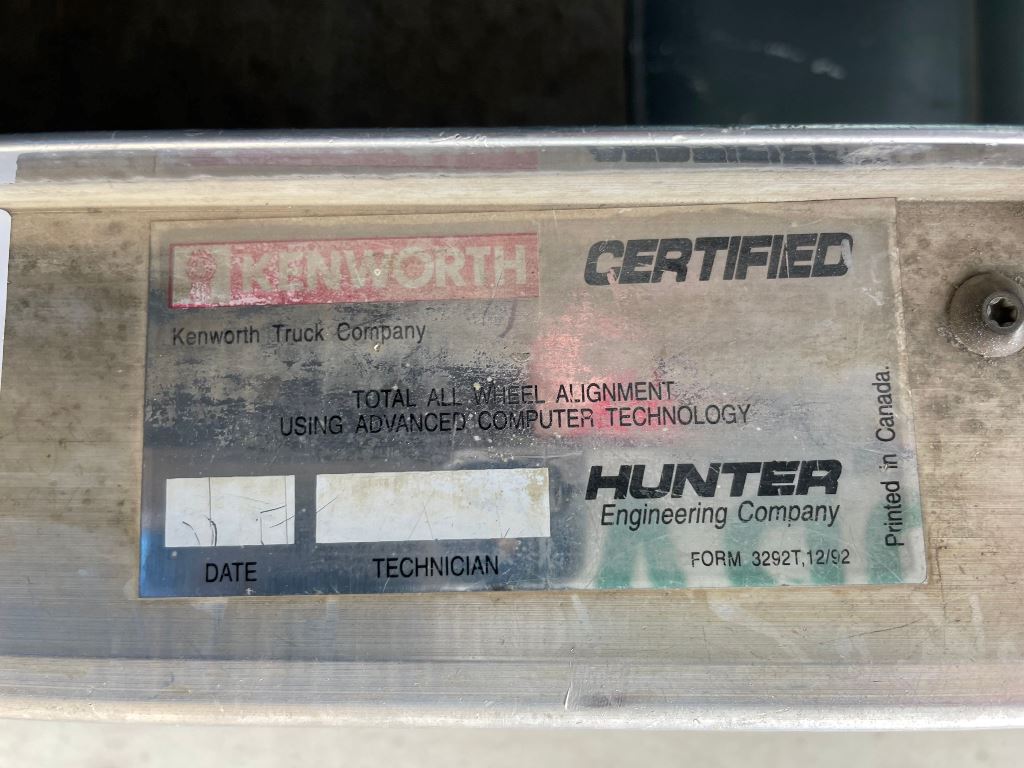 KENWORTH
CERTIFIED
Kenworth Truck Company
TOTAL ALL WHEEL ALIGNMENT
USING ADVANCED COMPUTER TECHNOLOGY
HUNTER
Engineering Company
DATE
TECHNICIAN
FORM 3292T,12/92
Printed in Canada.